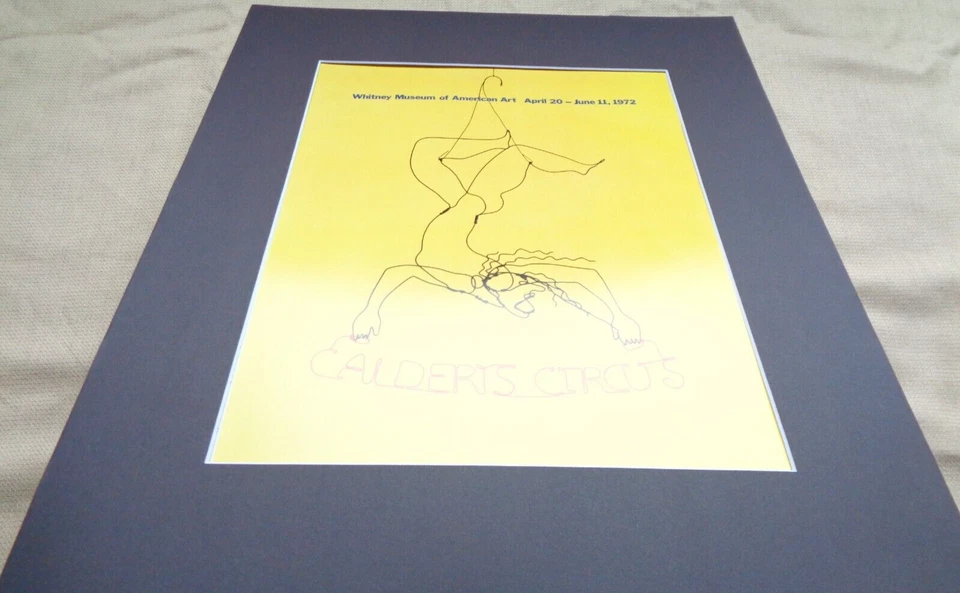 Whitney Museum of American Art April 20 – June 11, 1972
CALDER'S CIRCUS